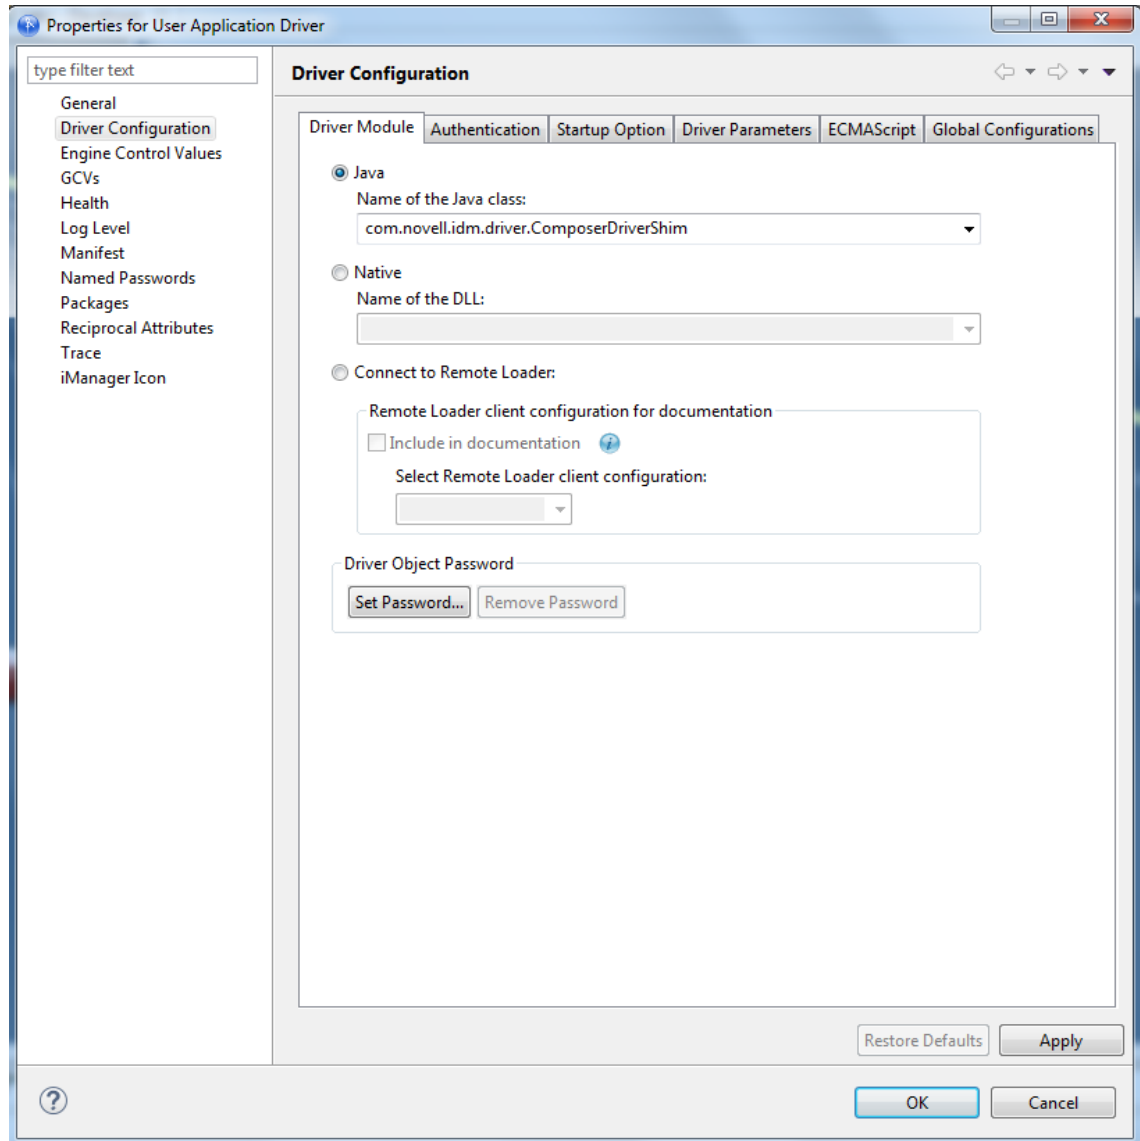 Properties for User Application Driver
type filter text
General
Driver Configuration
Engine Control Values
GCVs
Health
Log Level
Manifest
Named Passwords
Packages
Reciprocal Attributes
Trace
iManager Icon
Driver Configuration
Driver Module Authentication Startup Option Driver Parameters ECMAScript Global Configurations
Java
Name of the Java class:
com.novell.idm.driver.ComposerDriverShim
Native
Name of the DLL:
Connect to Remote Loader:
Remote Loader client configuration for documentation
Include in documentation
Select Remote Loader client configuration:
Driver Object Password
Set Password... Remove Password
Restore Defaults Apply
OK Cancel